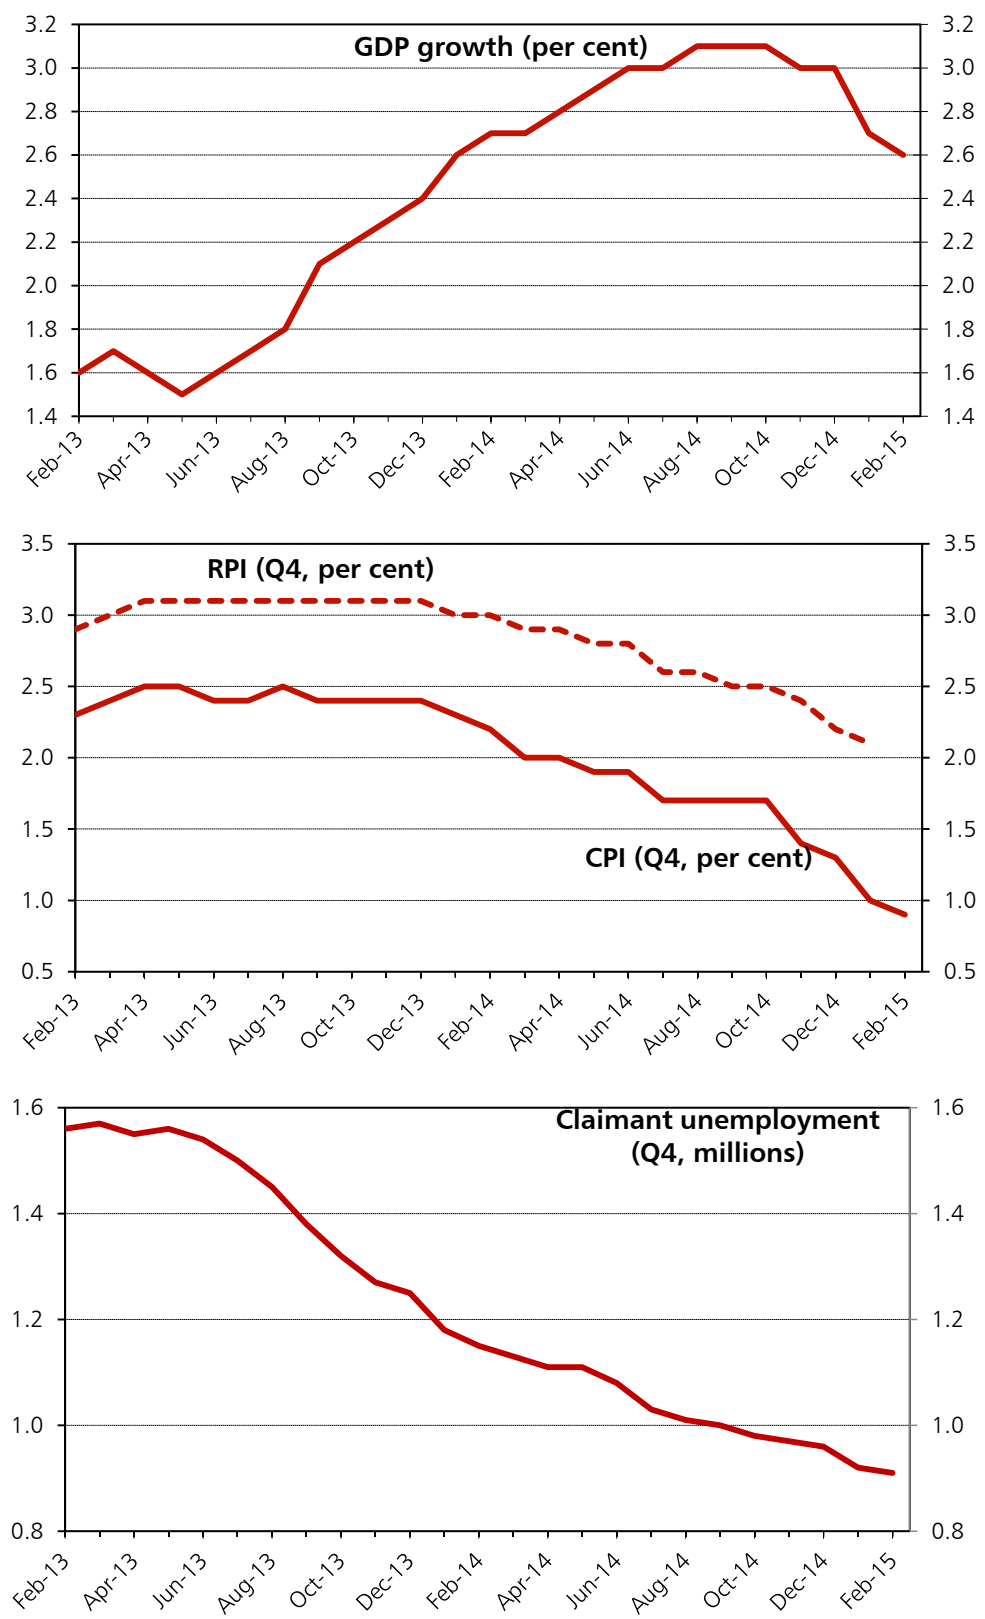 GDP growth (per cent)
3.2 3.2
3.0 3.0
2.8 2.8
2.6 2.6
2.4 2.4
2.2 2.2
2.0 2.0
1.8 1.8
1.6 1.6
1.4 1.4
Feb-13 Apr-13 Jun-13 Aug-13 Oct-13 Dec-13 Feb-14 Apr-14 Jun-14 Aug-14 Oct-14 Dec-14 Feb-15
3.5 3.5
RPI (Q4, per cent)
3.0 3.0
2.5 2.5
2.0 2.0
1.5 1.5
CPI (Q4, per cent)
1.0 1.0
0.5 0.5
Feb-13 Apr-13 Jun-13 Aug-13 Oct-13 Dec-13 Feb-14 Apr-14 Jun-14 Aug-14 Oct-14 Dec-14 Feb-15
1.6 1.6
Claimant unemployment
(Q4, millions)
1.4 1.4
1.2 1.2
1.0 1.0
0.8 0.8
Feb-13 Apr-13 Jun-13 Aug-13 Oct-13 Dec-13 Feb-14 Apr-14 Jun-14 Aug-14 Oct-14 Dec-14 Feb-15